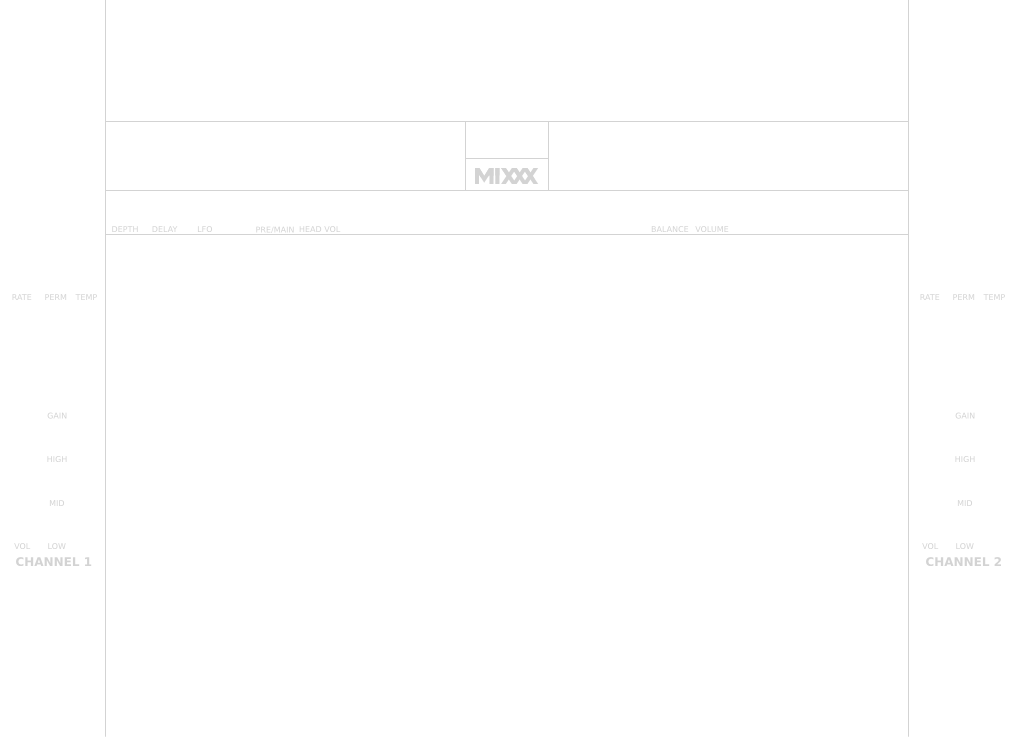 MIXXX
DEPTH DELAY LFO PRE/MAIN HEAD VOL BALANCE VOLUME
RATE PERM TEMP RATE PERM TEMP
GAIN GAIN
HIGH HIGH
MID MID
VOL LOW VOL LOW
CHANNEL 1 CHANNEL 2